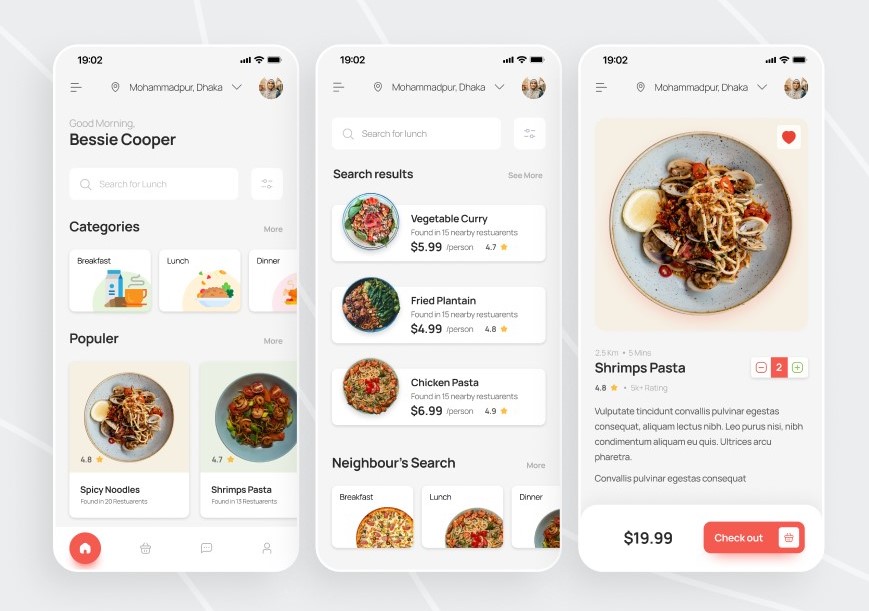 19:02
Mohammadpur, Dhaka
Good Morning,
Bessie Cooper
Search for Lunch
Categories
More
Breakfast
Lunch
Dinner
Populer
More
4.8
4.7
Spicy Noodles
Found in 20 Restuarents
Shrimps Pasta
Found in 13 Restuarents
19:02
Mohammadpur, Dhaka
Search for lunch
Search results
See More
Vegetable Curry
Found in 15 nearby restuarents
$5.99 /person 4.7
Fried Plantain
Found in 15 nearby restuarents
$4.99 /person 4.8
Chicken Pasta
Found in 15 nearby restuarents
$6.99 /person 4.9
Neighbour's Search
More
Breakfast
Lunch
Dinner
19:02
Mohammadpur, Dhaka
2.5 Km • 5 Mins
Shrimps Pasta
2
4.8 • 5k+ Rating
Vulputate tincidunt convallis pulvinar egestas
consequat, aliquam lectus nibh. Leo purus nisi, nibh
condimentum aliquam eu quis. Ultrices arcu
pharetra.
Convallis pulvinar egestas consequat
$19.99
Check out